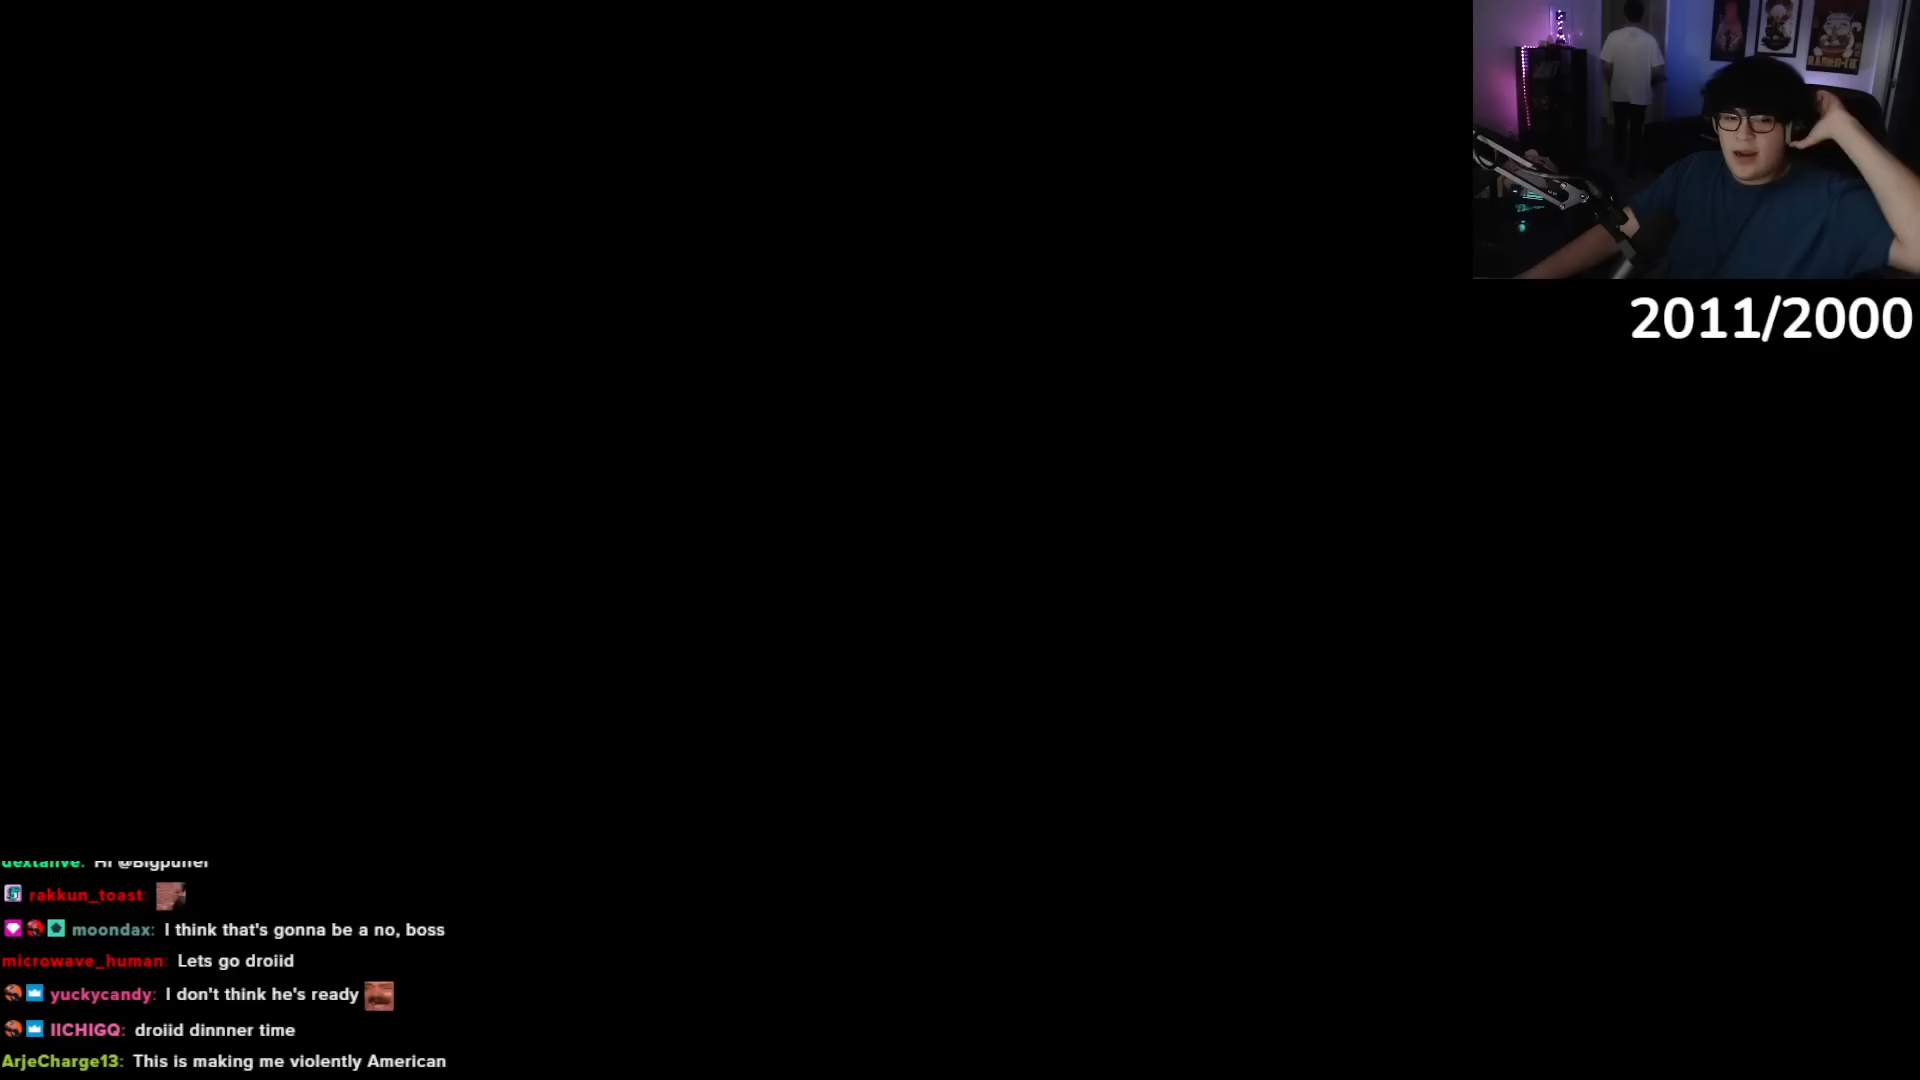 2011/2000
rakkun_toast:
moondax: I think that's gonna be a no, boss
microwave_human: Lets go droiid
yuckycandy: I don't think he's ready
IICHIGQ: droiid dinnner time
ArjeCharge13: This is making me violently American